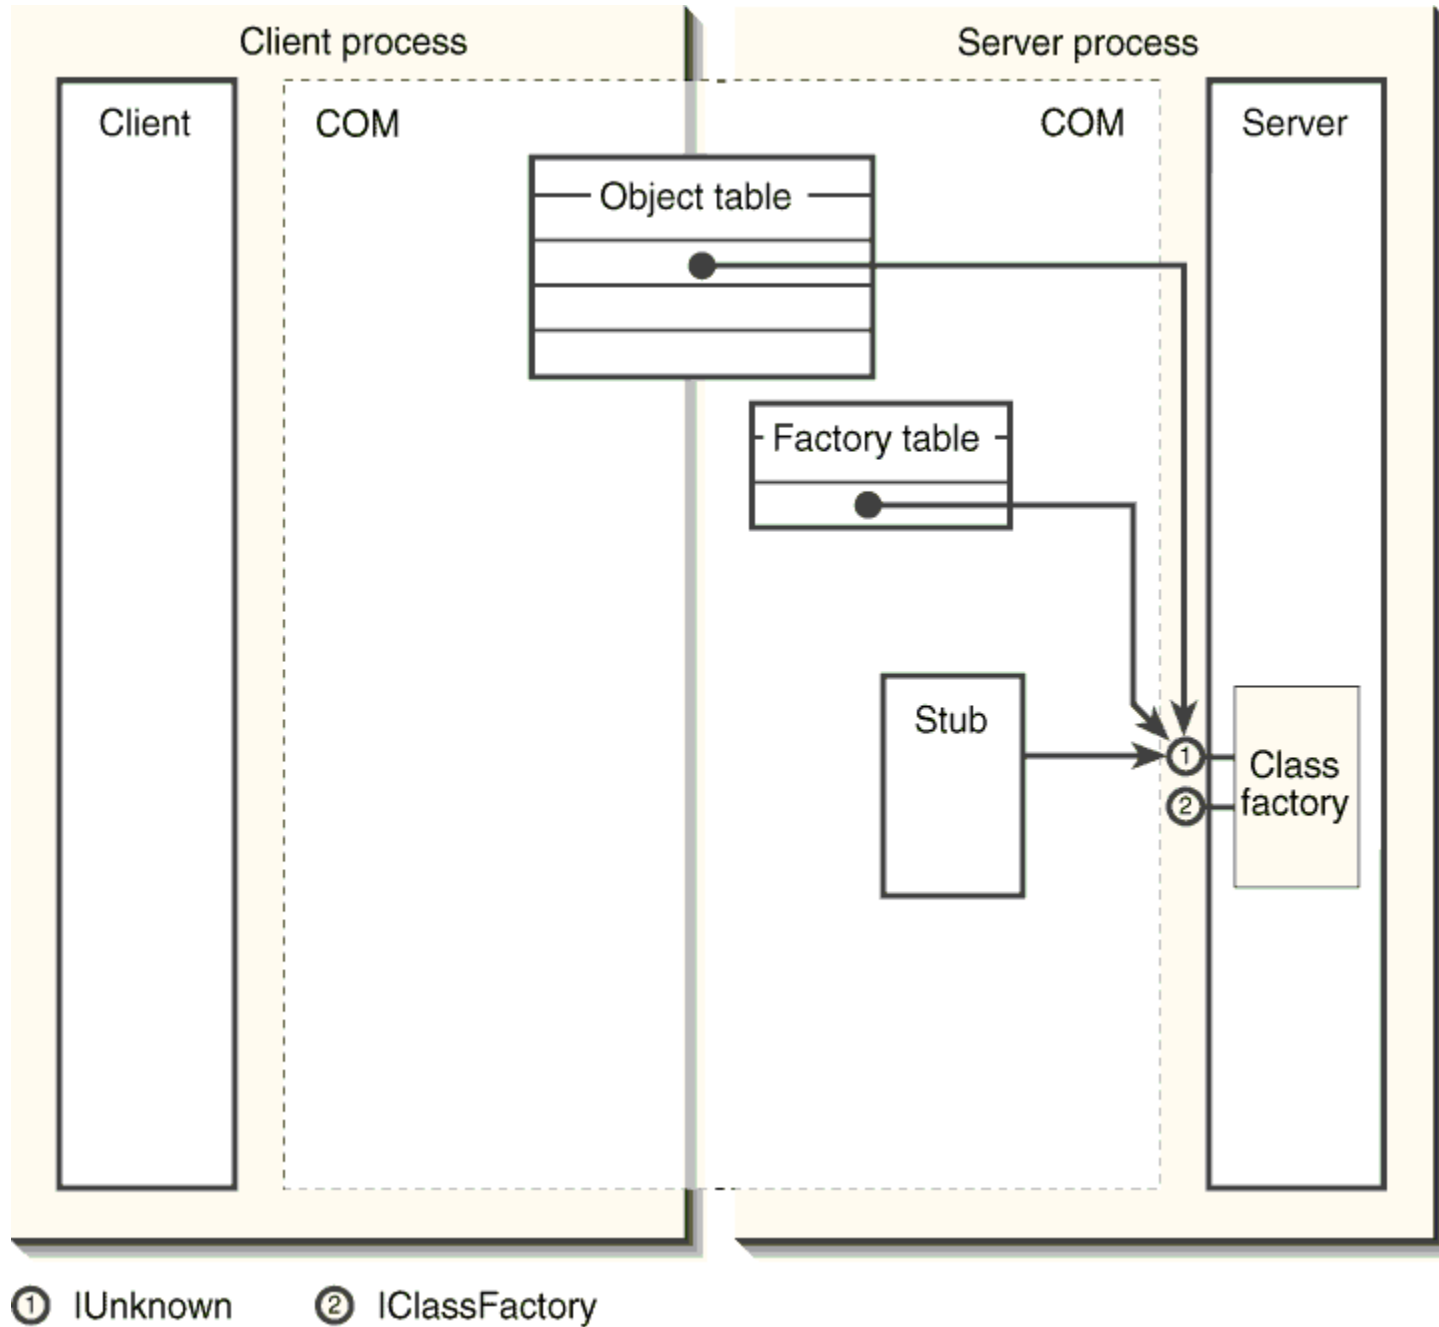 Client process
Server process
Client
COM
COM
Server
Object table
Factory table
Stub
1
Class
2
factory
1 IUnknown
2 IClassFactory